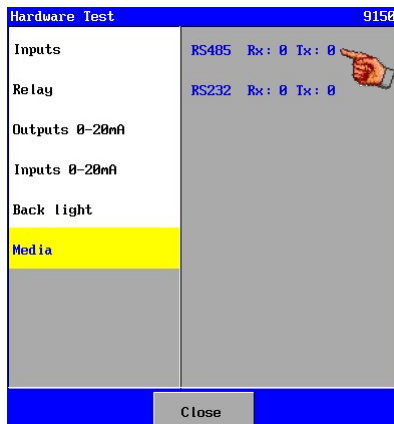 Hardware Test 9150
Inputs
RS485 Rx: 0 Tx: 0
Relay
RS232 Rx: 0 Tx: 0
Outputs 0-20mA
Inputs 0-20mA
Back light
Media
Close